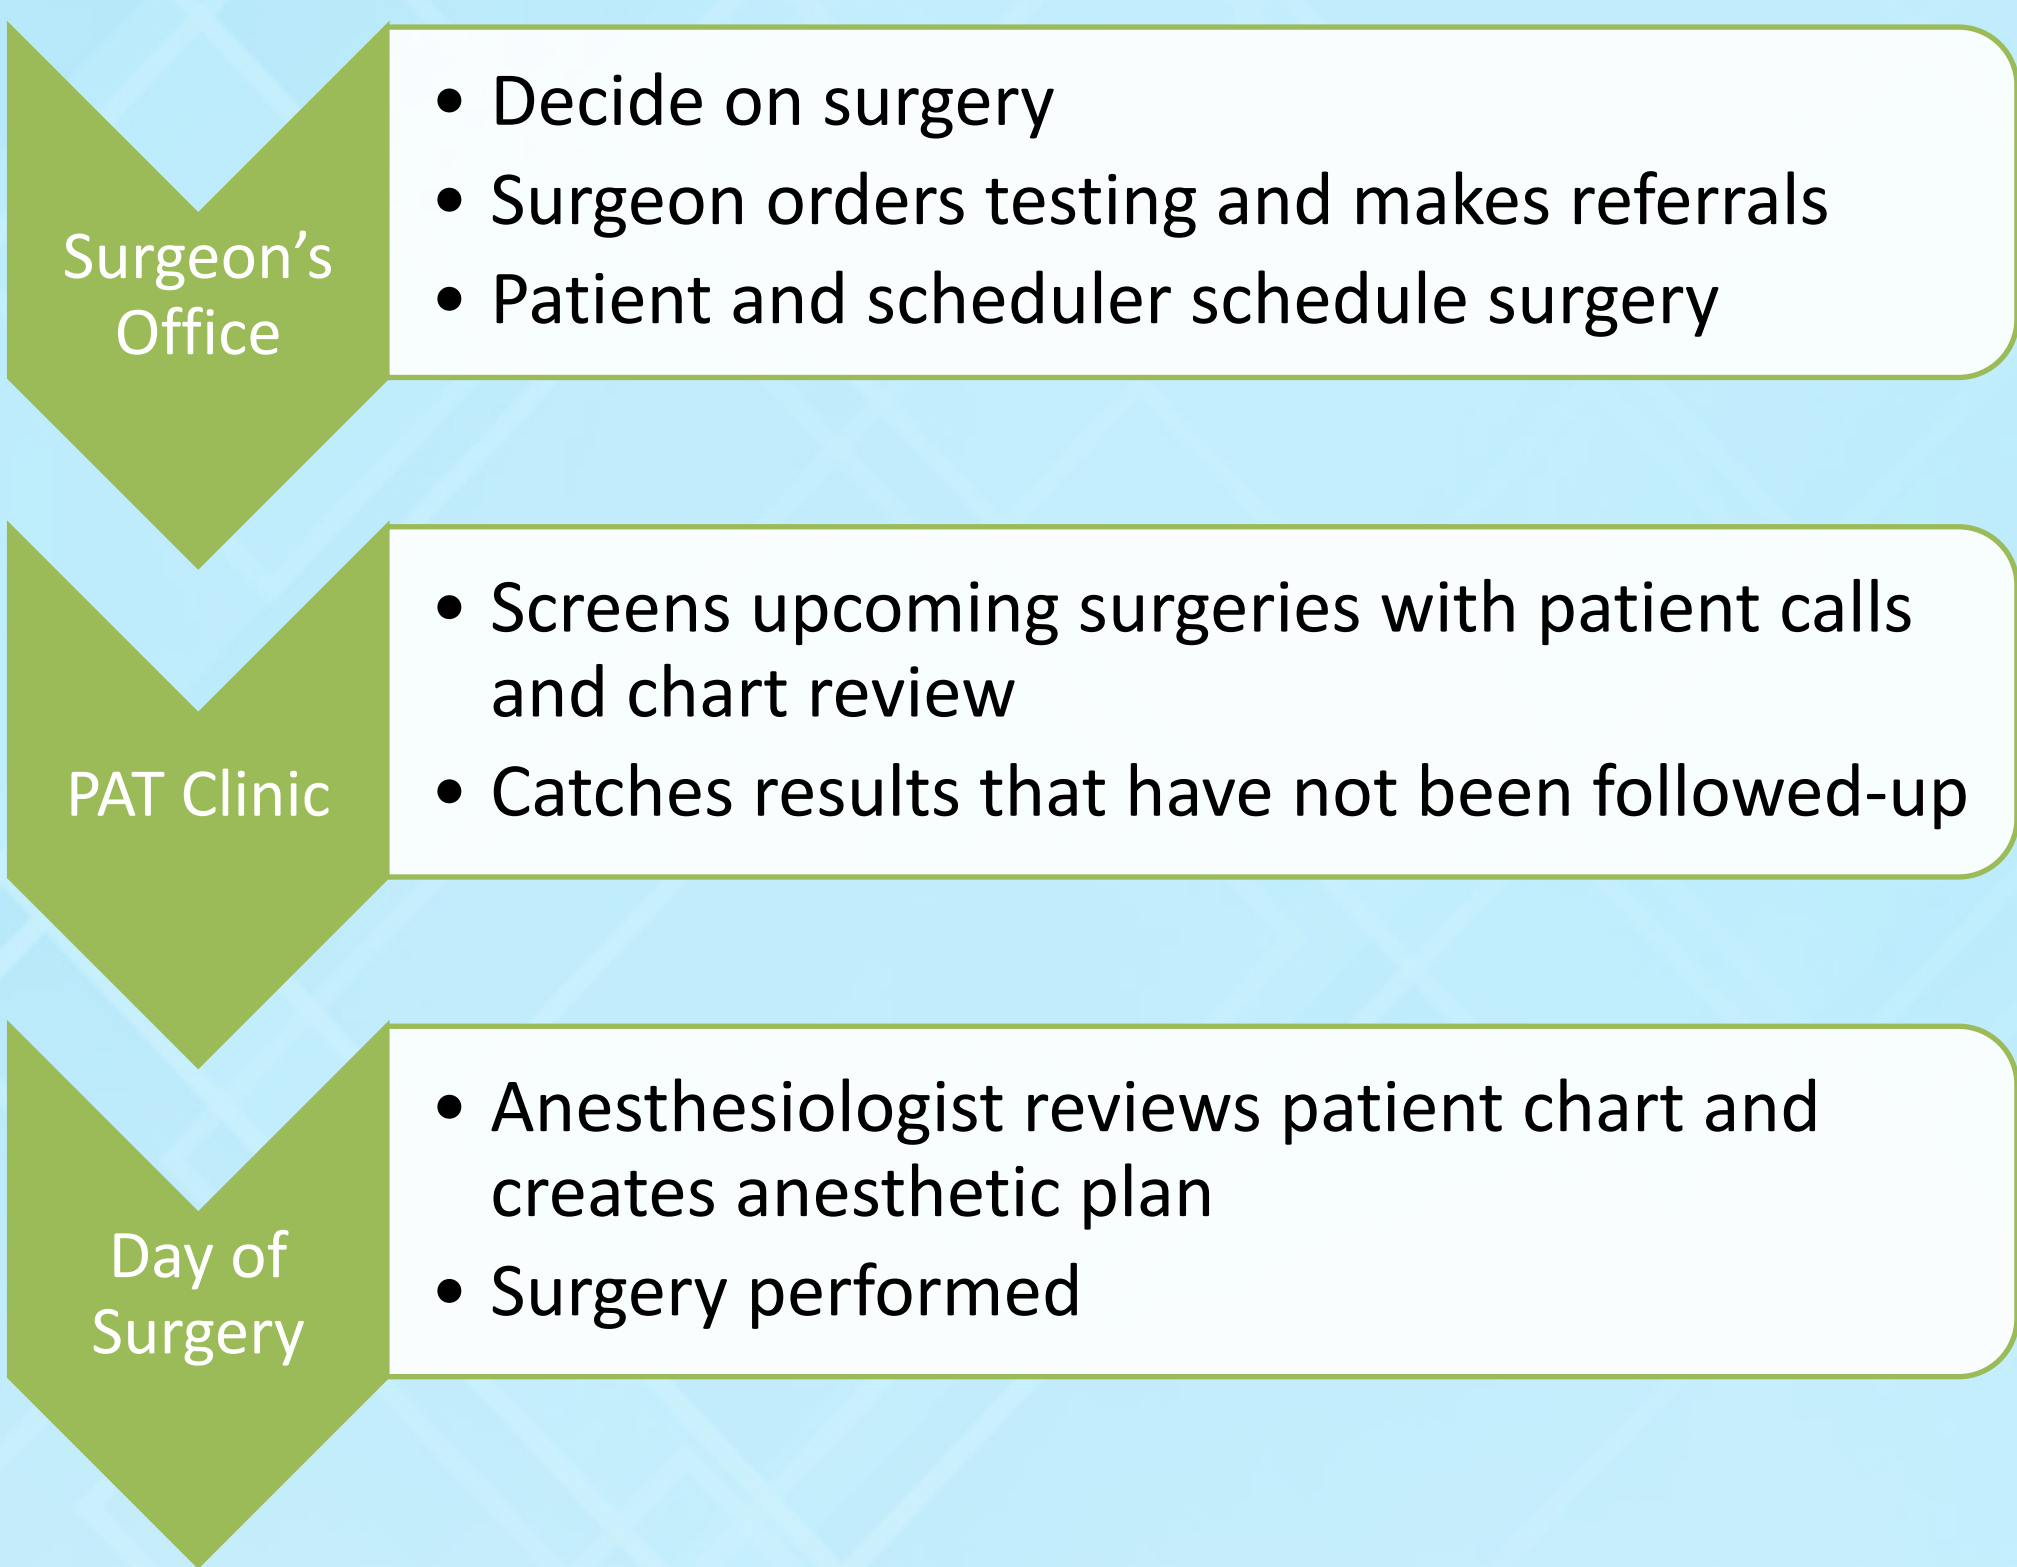 Surgeon’s
Office
• Decide on surgery
• Surgeon orders testing and makes referrals
• Patient and scheduler schedule surgery
PAT Clinic
• Screens upcoming surgeries with patient calls
and chart review
• Catches results that have not been followed-up
Day of
Surgery
• Anesthesiologist reviews patient chart and
creates anesthetic plan
• Surgery performed